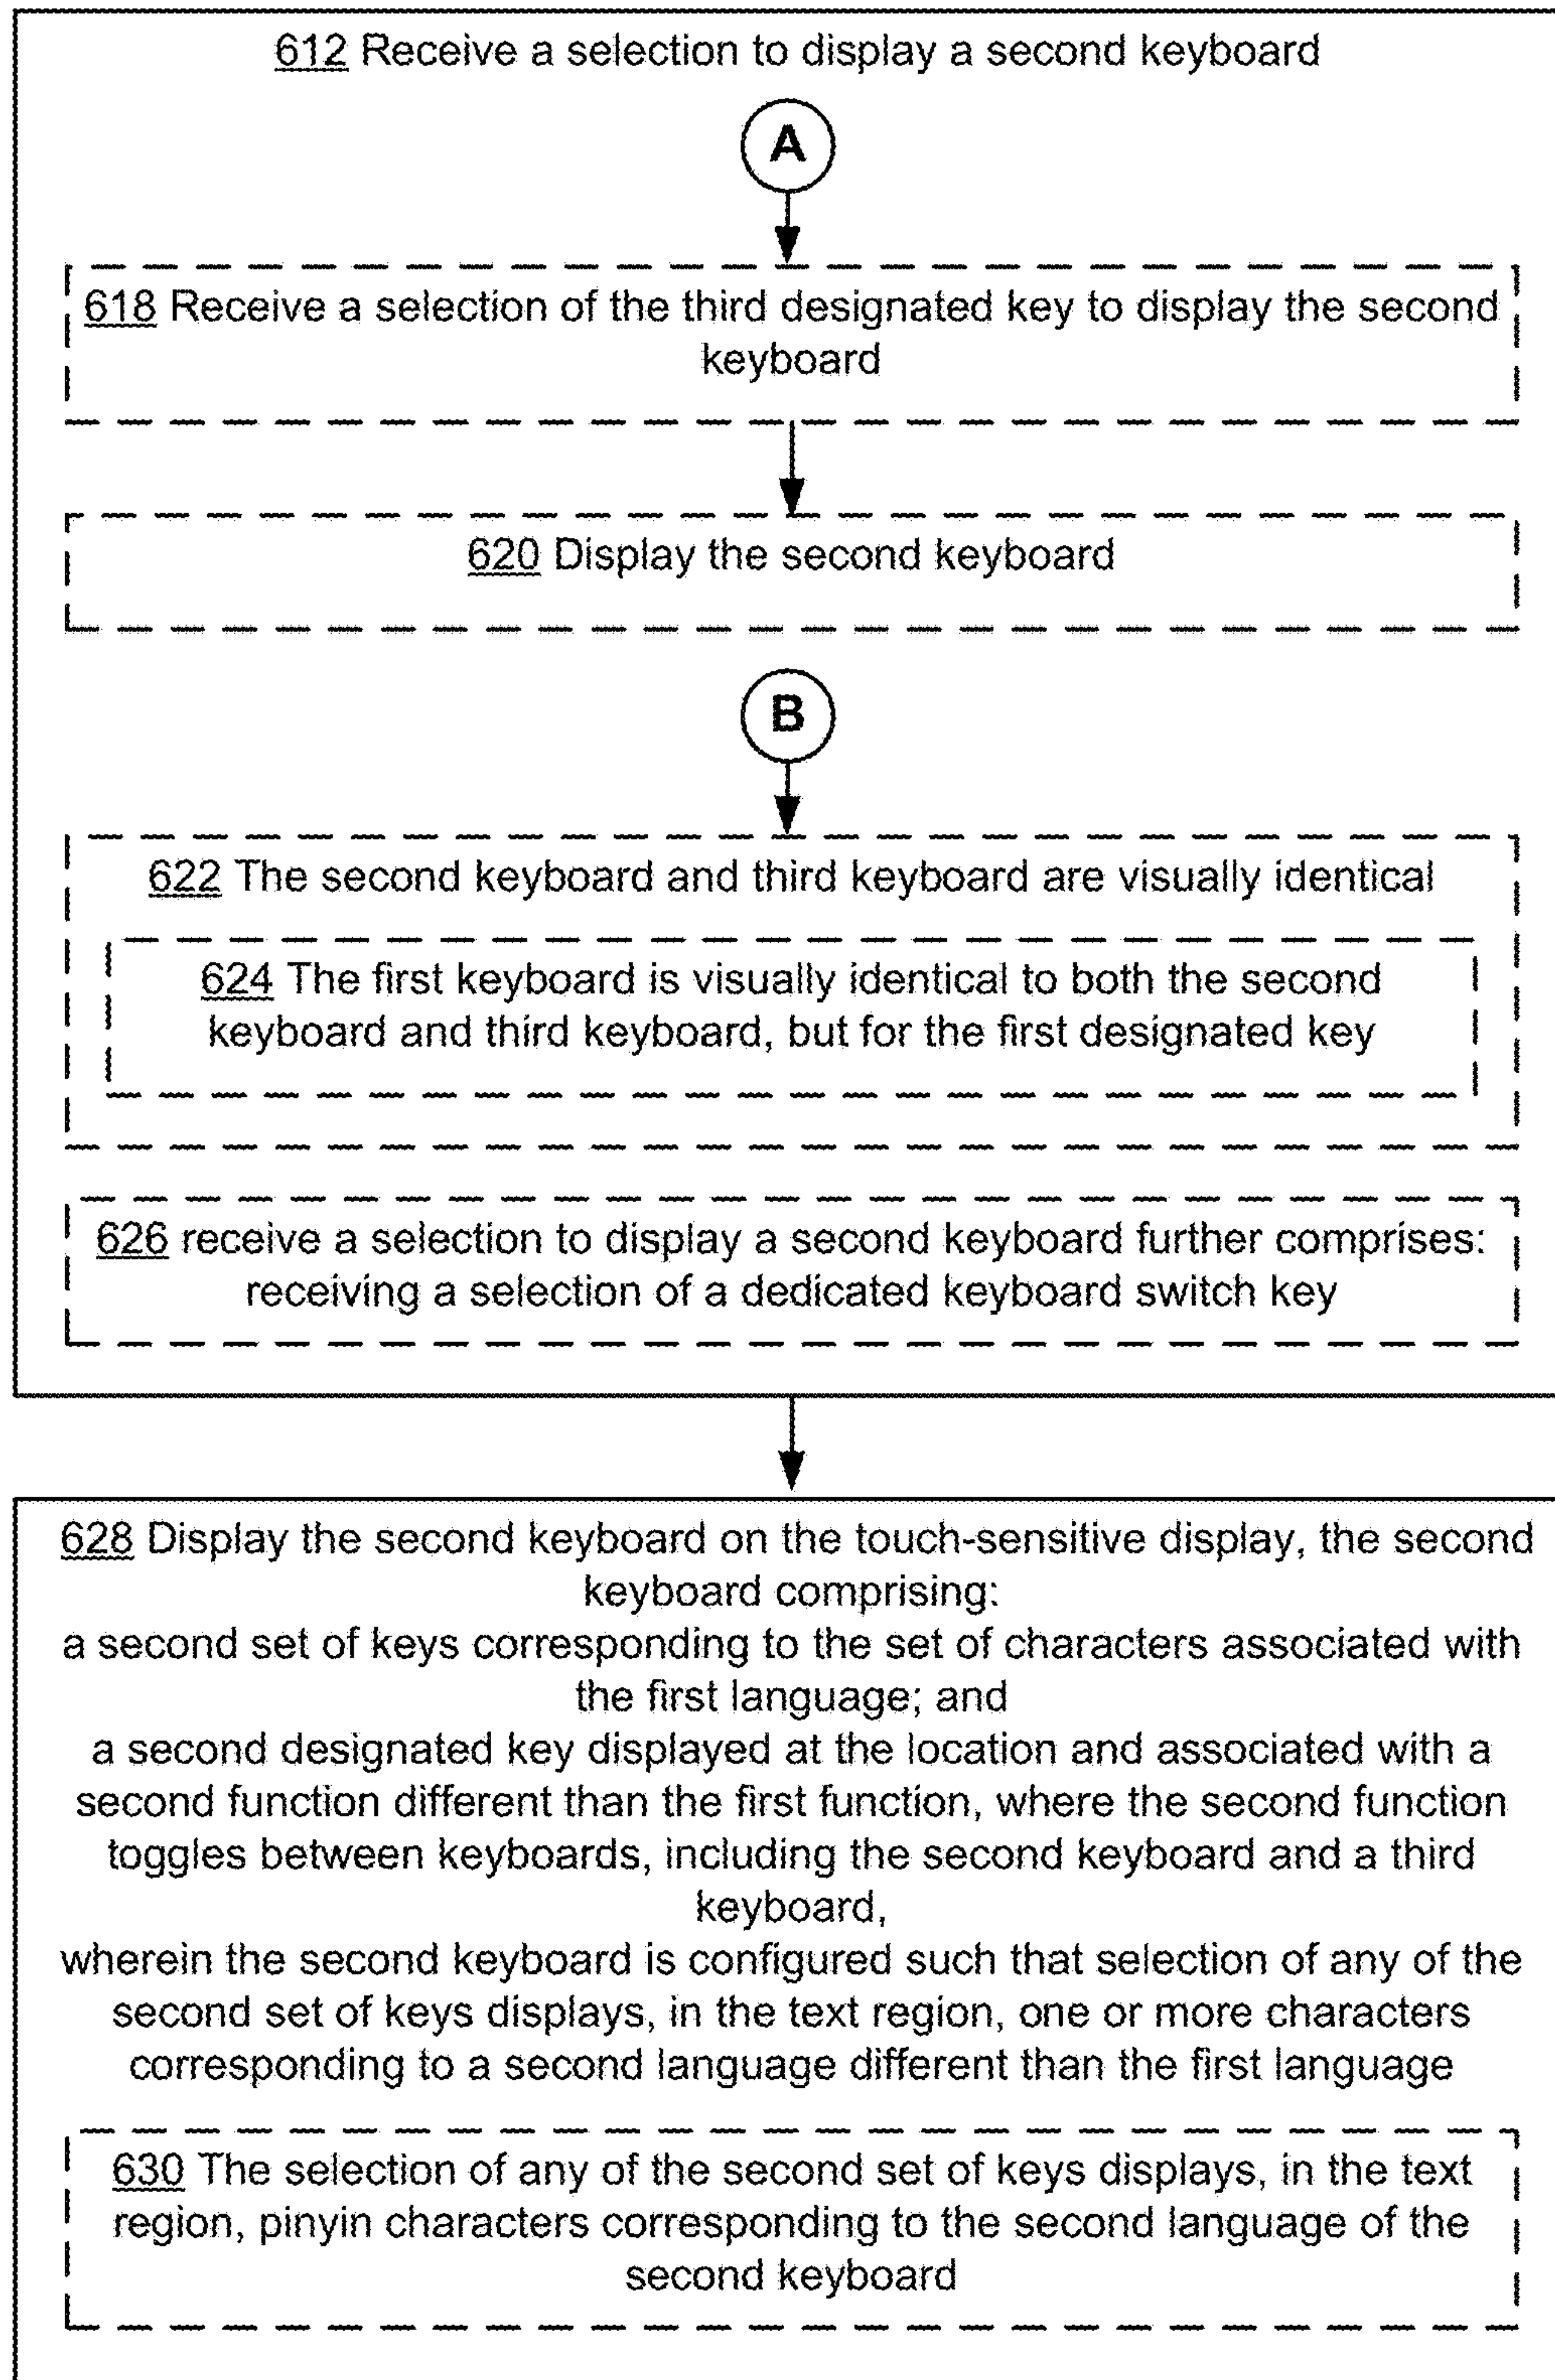 612 Receive a selection to display a second keyboard
A
618 Receive a selection of the third designated key to display the second
keyboard
620 Display the second keyboard
B
622 The second keyboard and third keyboard are visually identical
624 The first keyboard is visually identical to both the second
keyboard and third keyboard, but for the first designated key
626 receive a selection to display a second keyboard further comprises:
receiving a selection of a dedicated keyboard switch key
628 Display the second keyboard on the touch-sensitive display, the second
keyboard comprising:
a second set of keys corresponding to the set of characters associated with
the first language; and
a second designated key displayed at the location and associated with a
second function different than the first function, where the second function
toggles between keyboards, including the second keyboard and a third
keyboard,
wherein the second keyboard is configured such that selection of any of the
second set of keys displays, in the text region, one or more characters
corresponding to a second language different than the first language
630 The selection of any of the second set of keys displays, in the text
region, pinyin characters corresponding to the second language of the
second keyboard